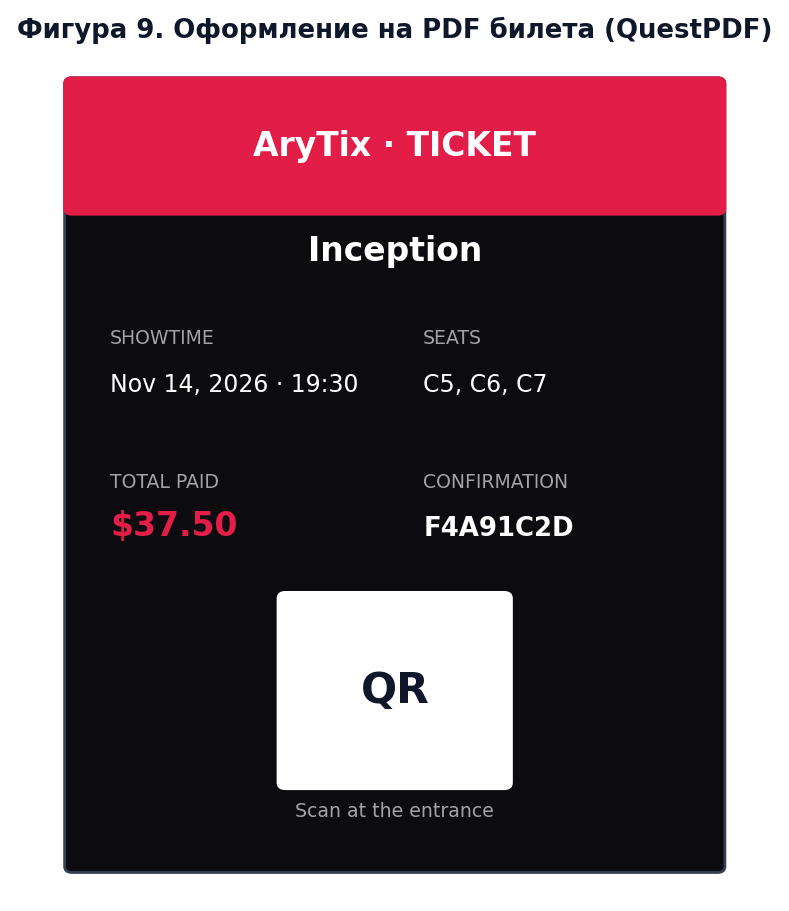 Фигура 9. Оформление на PDF билета (QuestPDF)
AryTix · TICKET
Inception
SHOWTIME
SEATS
Nov 14, 2026 · 19:30
C5, C6, C7
TOTAL PAID
CONFIRMATION
$37.50
F4A91C2D
QR
Scan at the entrance